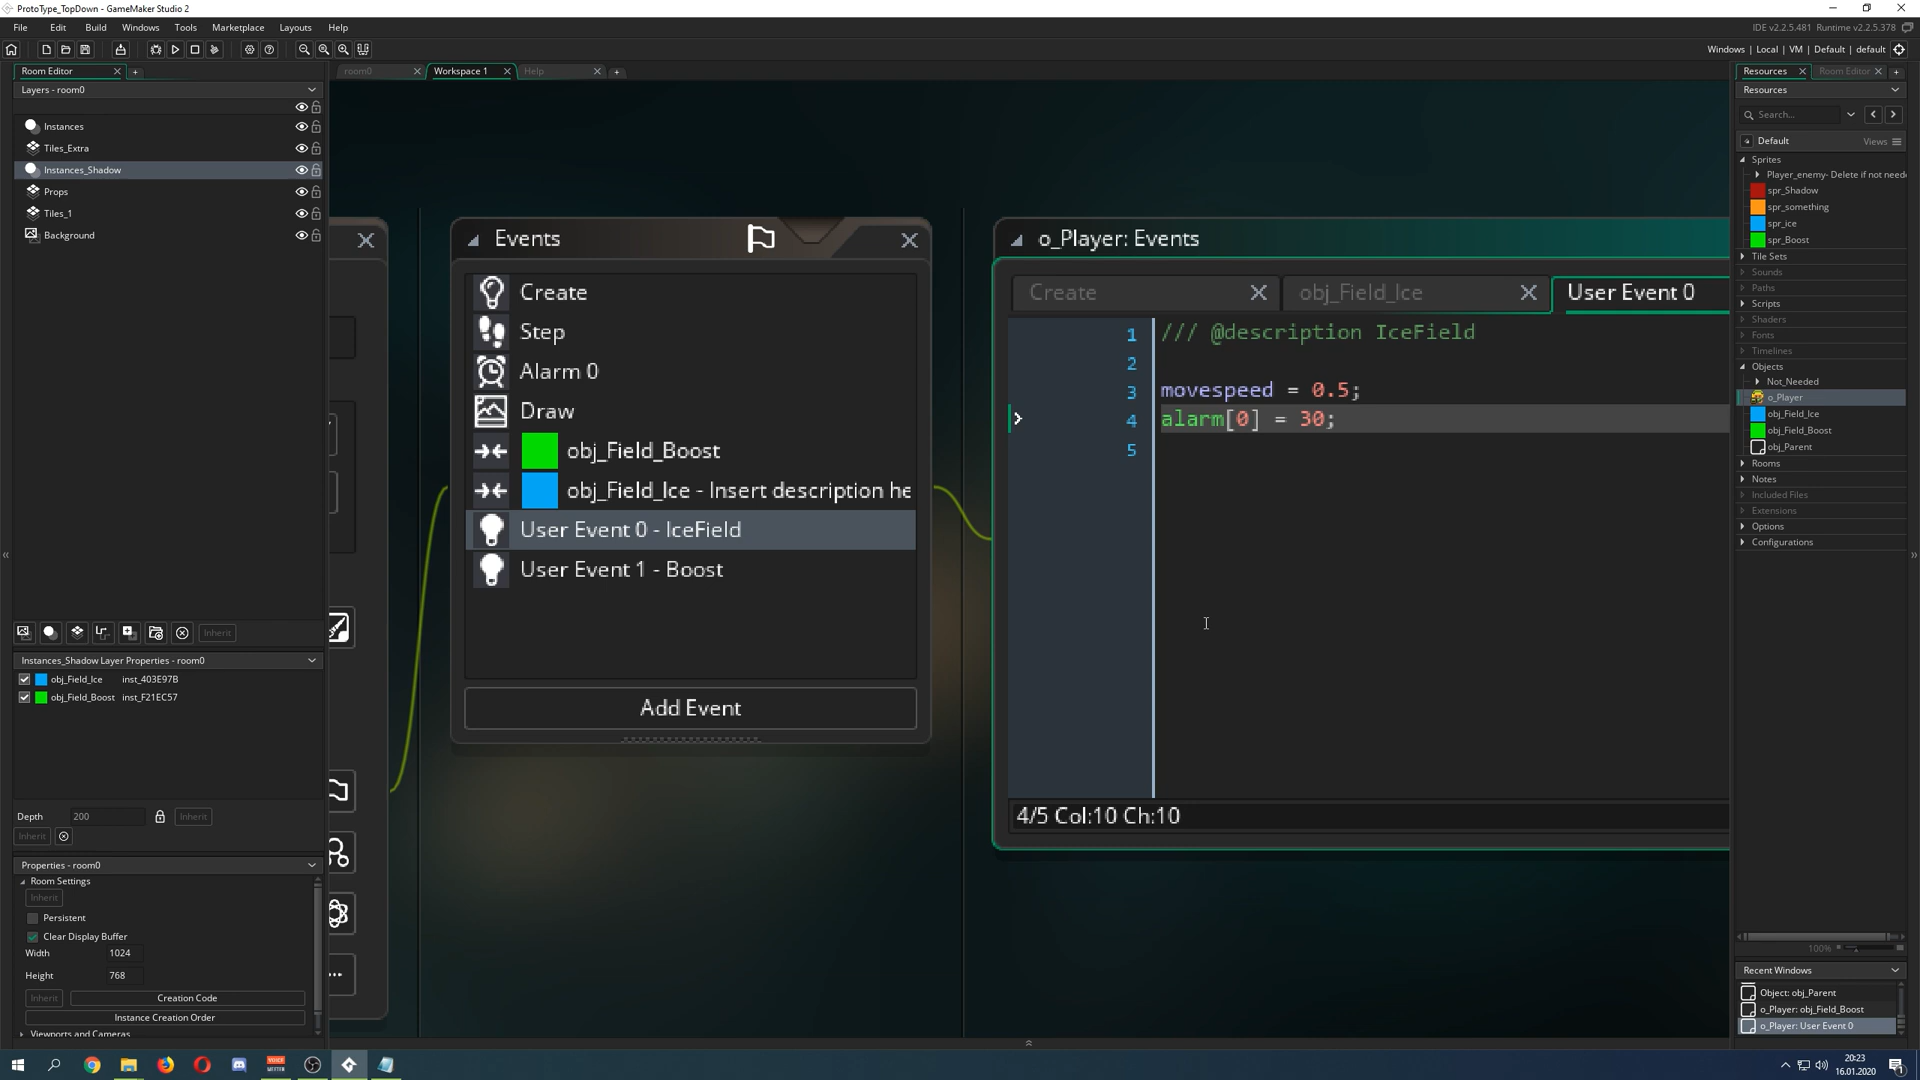 ProtoType_TopDown - GameMaker Studio 2
File Edit Build Windows Tools Marketplace Layouts Help
IDE v2.2.5.481 Runtime v2.2.5.378
Windows | Local | VM | Default | default
Room Editor
room0
Workspace 1
Help
Layers - room0
Instances
Tiles_Extra
Instances_Shadow
Props
Tiles_1
Background
Inherit
Instances_Shadow Layer Properties - room0
obj_Field_Ice inst_403E97B
obj_Field_Boost inst_F21EC57
Depth 200 Inherit
Inherit
Properties - room0
Room Settings
Inherit
Persistent
Clear Display Buffer
Width 1024
Height 768
Inherit Creation Code
Instance Creation Order
Viewports and Cameras
Events
Create
Step
Alarm 0
Draw
obj_Field_Boost
obj_Field_Ice - Insert description he
User Event 0 - IceField
User Event 1 - Boost
Add Event
o_Player: Events
Create
obj_Field_Ice
User Event 0
1 /// @description IceField
2
3 movespeed = 0.5;
4 alarm[0] = 30;
5
4/5 Col:10 Ch:10
Resources
Room Editor
Resources
Search...
Default Views
Sprites
Player_enemy- Delete if not neede
spr_Shadow
spr_something
spr_ice
spr_Boost
Tile Sets
Sounds
Paths
Scripts
Shaders
Fonts
Timelines
Objects
Not_Needed
o_Player
obj_Field_Ice
obj_Field_Boost
obj_Parent
Rooms
Notes
Included Files
Extensions
Options
Configurations
100%
Recent Windows
Object: obj_Parent
o_Player: obj_Field_Boost
o_Player: User Event 0
20:23
16.01.2020